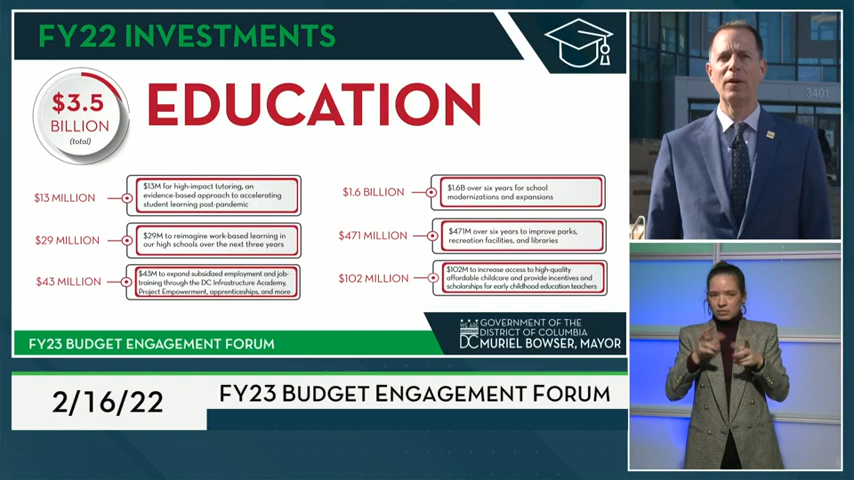 FY22 INVESTMENTS
$3.5
BILLION
(total)
EDUCATION
$13 MILLION
$13M for high-impact tutoring, an
evidence-based approach to accelerating
student learning post-pandemic
$29 MILLION
$29M to reimagine work-based learning in
our high schools over the next three years
$43 MILLION
$43M to expand subsidized employment and job-
training through the DC Infrastructure Academy,
Project Empowerment, apprenticeships, and more
$1.6 BILLION
$1.6B over six years for school
modernizations and expansions
$471 MILLION
$471M over six years to improve parks,
recreation facilities, and libraries
$102 MILLION
$102M to increase access to high-quality
affordable childcare and provide incentives and
scholarships for early childhood education teachers
3401
FY23 BUDGET ENGAGEMENT FORUM
WE ARE
DC
GOVERNMENT OF THE
DISTRICT OF COLUMBIA
MURIEL BOWSER, MAYOR
2/16/22
FY23 BUDGET ENGAGEMENT FORUM